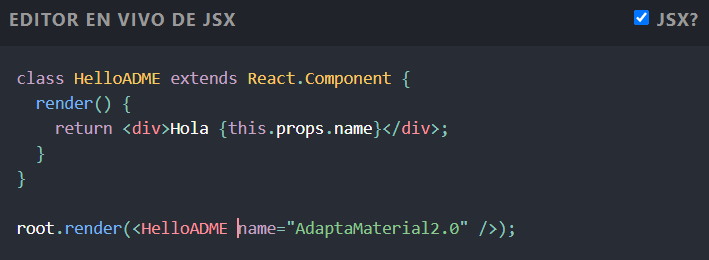 EDITOR EN VIVO DE JSX
JSX?
class HelloADME extends React.Component {
  render() {
    return <div>Hola {this.props.name}</div>;
  }
}
root.render(<HelloADME name="AdaptaMaterial2.0" />);